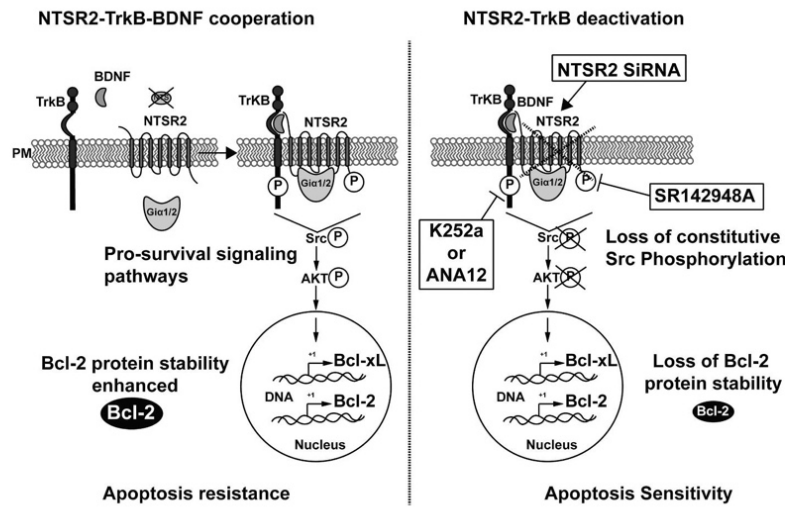 NTSR2-TrkB-BDNF cooperation
BDNF
TrkB
NTSR2
PM
Giα1/2
TrKB
NTSR2
P
Giα1/2
P
Src P
Pro-survival signaling
pathways
AKT P
Bcl-2 protein stability
enhanced
Bcl-2
+1
Bcl-xL
DNA
+1
Bcl-2
Nucleus
Apoptosis resistance
NTSR2-TrkB deactivation
NTSR2 SiRNA
TrKB
BDNF
NTSR2
P
Giα1/2
P
SR142948A
K252a
or
ANA12
Src P
Loss of constitutive
Src Phosphorylation
AKT P
+1
Bcl-xL
DNA
+1
Bcl-2
Nucleus
Loss of Bcl-2
protein stability
Bcl-2
Apoptosis Sensitivity